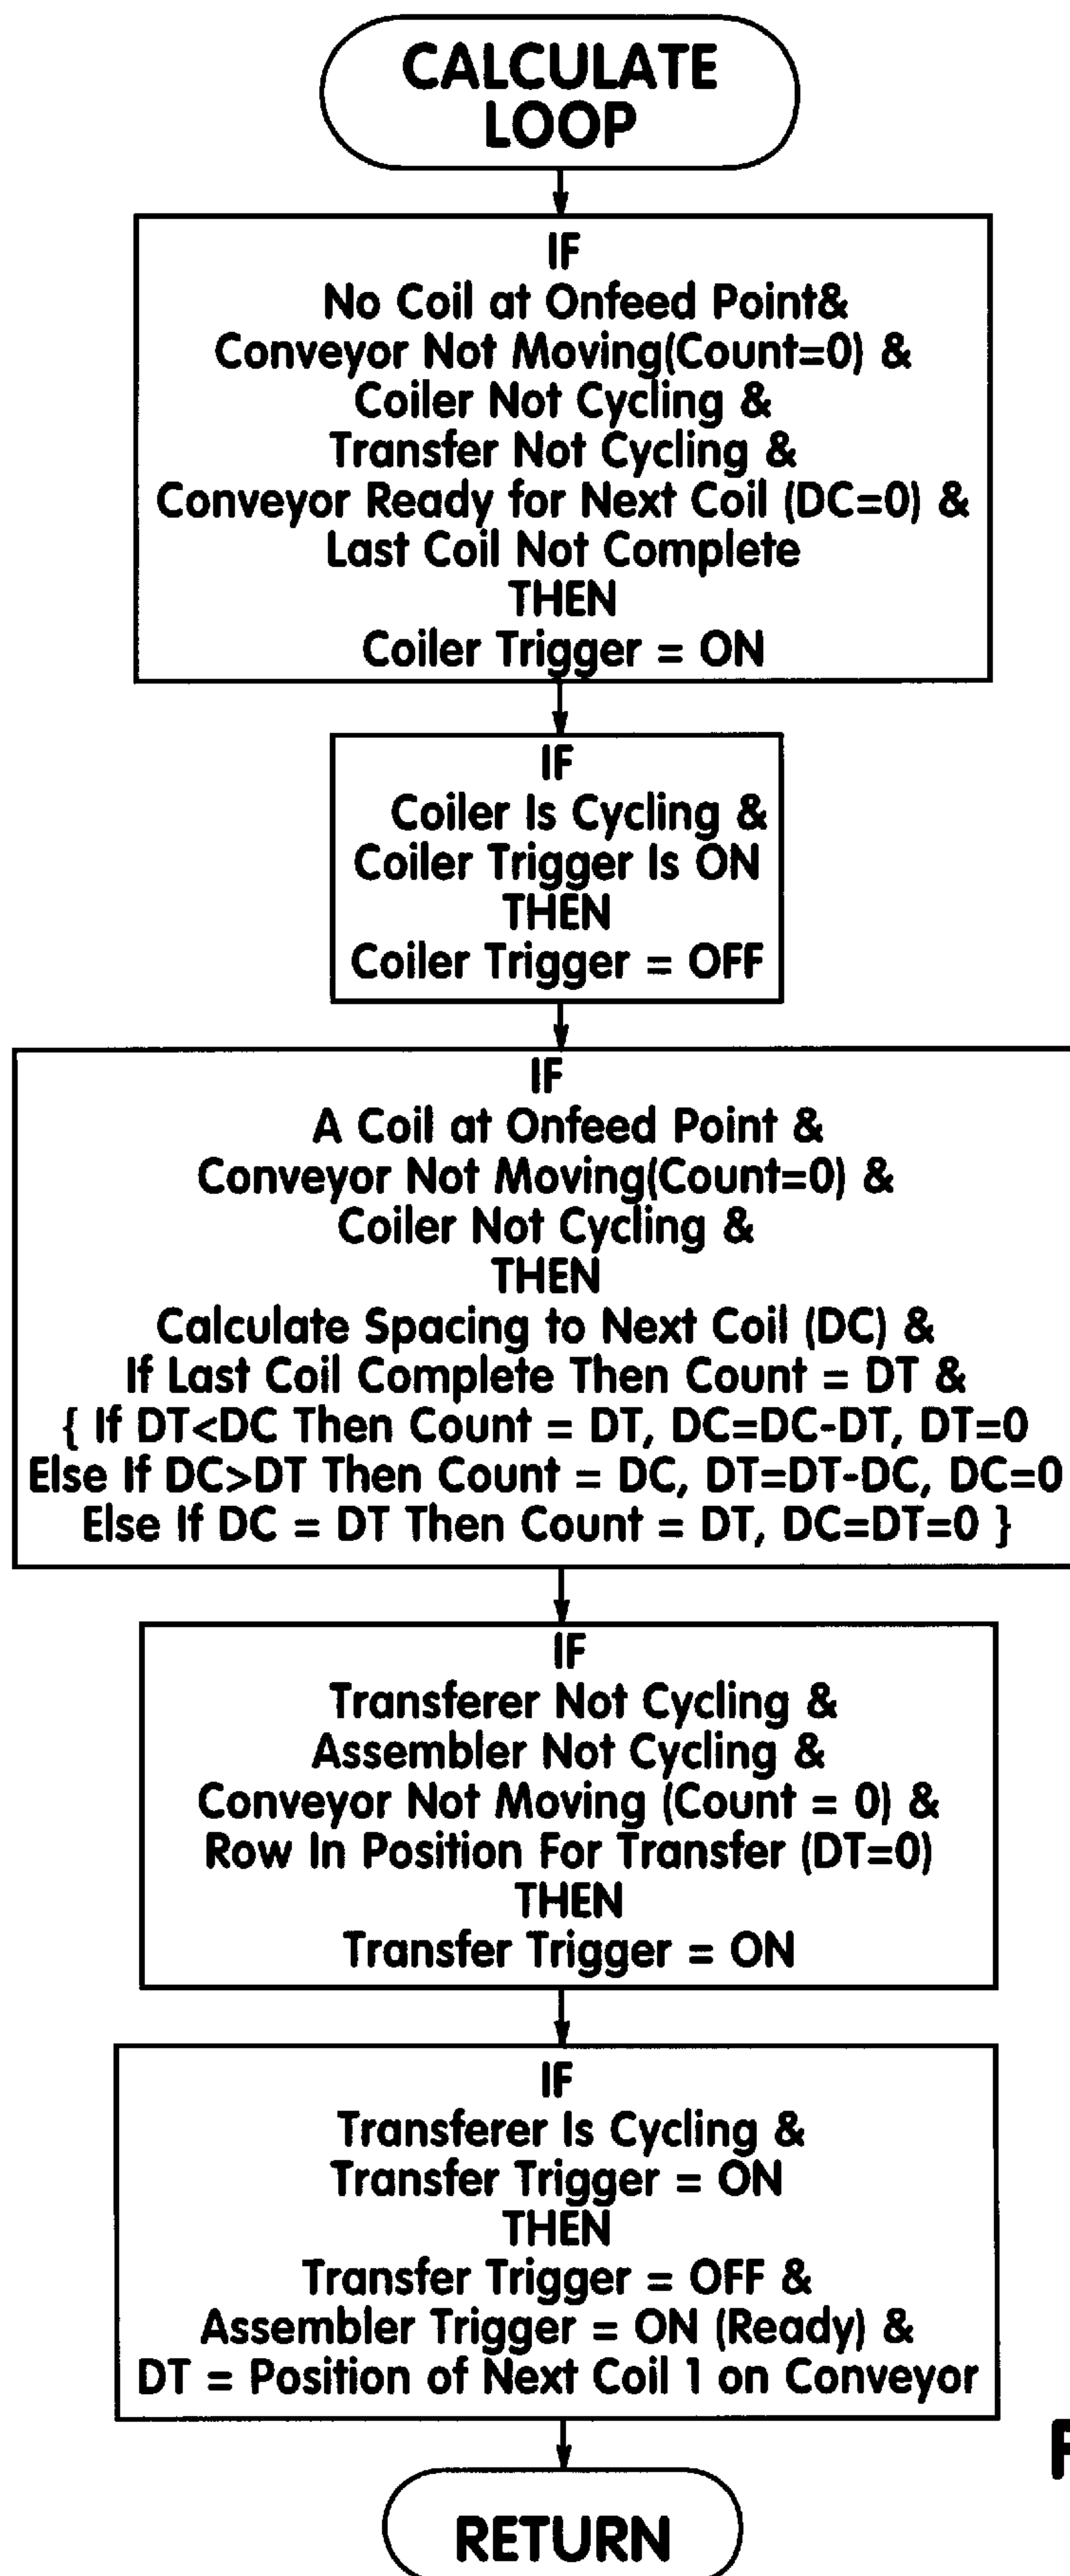 CALCULATE
LOOP
IF
No Coil at Onfeed Point&
Conveyor Not Moving(Count=0) &
Coiler Not Cycling &
Transfer Not Cycling &
Conveyor Ready for Next Coil (DC=0) &
Last Coil Not Complete
THEN
Coiler Trigger = ON
IF
Coiler Is Cycling &
Coiler Trigger Is ON
THEN
Coiler Trigger = OFF
IF
A Coil at Onfeed Point &
Conveyor Not Moving(Count=0) &
Coiler Not Cycling &
THEN
Calculate Spacing to Next Coil (DC) &
If Last Coil Complete Then Count = DT &
{ If DT<DC Then Count = DT, DC=DC-DT, DT=0
Else If DC>DT Then Count = DC, DT=DT-DC, DC=0
Else If DC = DT Then Count = DT, DC=DT=0 }
IF
Transferer Not Cycling &
Assembler Not Cycling &
Conveyor Not Moving (Count = 0) &
Row In Position For Transfer (DT=0)
THEN
Transfer Trigger = ON
IF
Transferer Is Cycling &
Transfer Trigger = ON
THEN
Transfer Trigger = OFF &
Assembler Trigger = ON (Ready) &
DT = Position of Next Coil 1 on Conveyor
RETURN